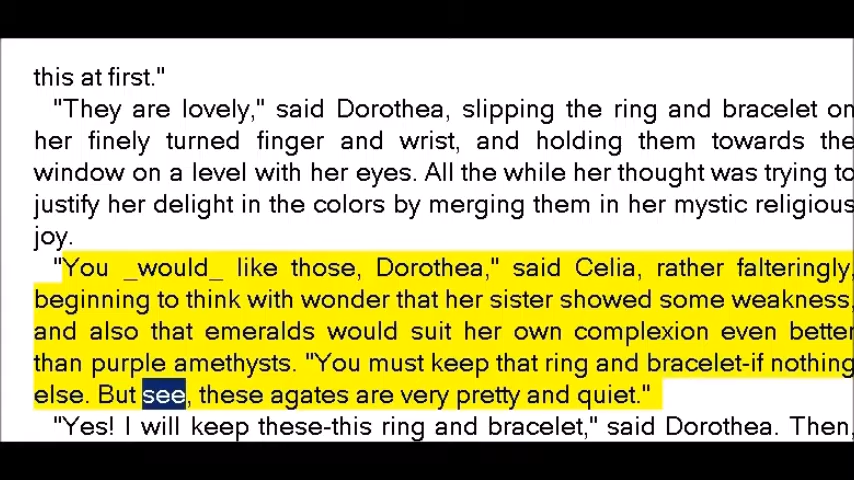 this at first."
"They are lovely," said Dorothea, slipping the ring and bracelet on
her finely turned finger and wrist, and holding them towards the
window on a level with her eyes. All the while her thought was trying to
justify her delight in the colors by merging them in her mystic religious
joy.
"You _would_ like those, Dorothea," said Celia, rather falteringly,
beginning to think with wonder that her sister showed some weakness,
and also that emeralds would suit her own complexion even better
than purple amethysts. "You must keep that ring and bracelet-if nothing
else. But see, these agates are very pretty and quiet."
"Yes! I will keep these-this ring and bracelet," said Dorothea. Then,